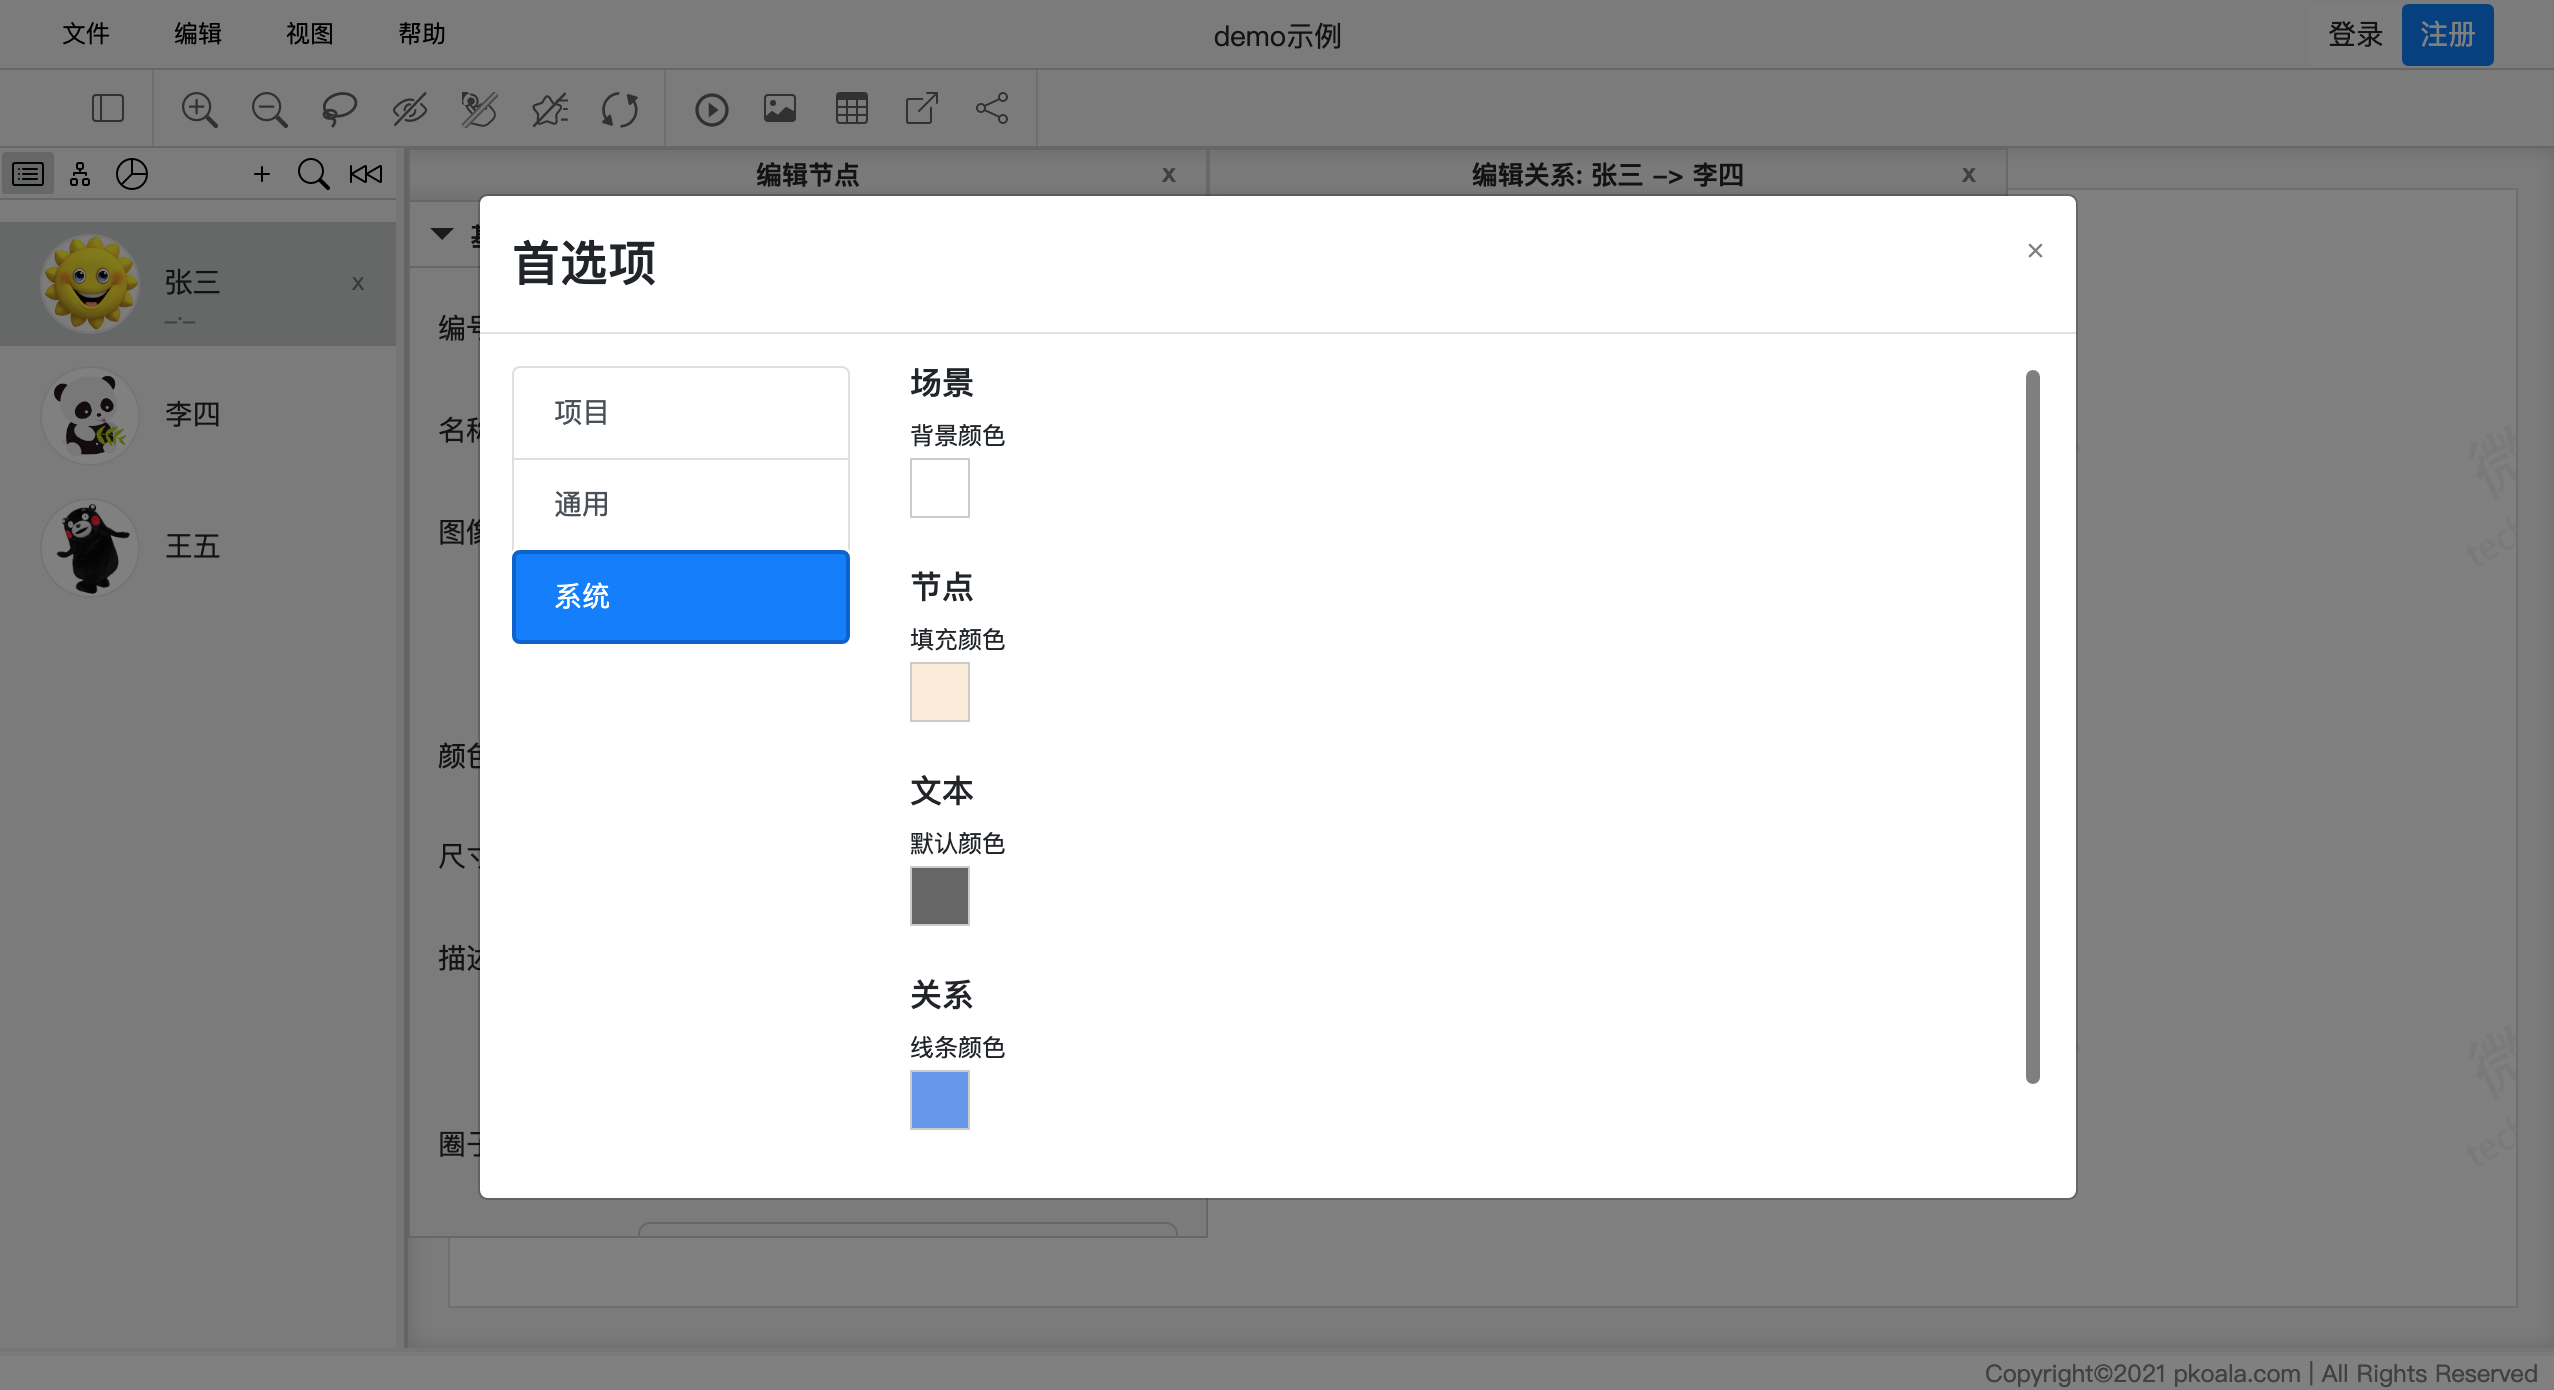 文件 编辑 视图 帮助 demo示例 登录 注册
编辑节点 x 编辑关系: 张三 -> 李四 x
张三 x
_._
李四
王五
编号
名称
图像
颜色
尺寸
描述
圈子
首选项 ×
项目
通用
系统
场景
背景颜色
节点
填充颜色
文本
默认颜色
关系
线条颜色
微
tech
微
tech
Copyright©2021 pkoala.com | All Rights Reserved